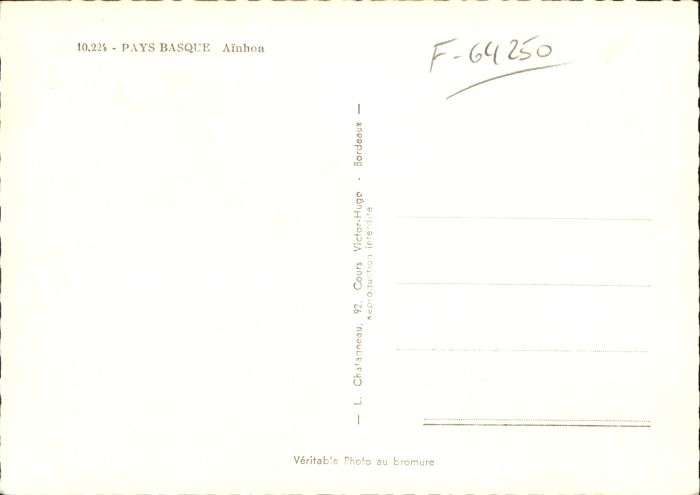 10.224 - PAYS BASQUE Aïnhoa
F-64250
— L. Chatagneau, 92, Cours Victor-Hugo - Bordeaux —
Reproduction interdite
Véritable Photo au bromure